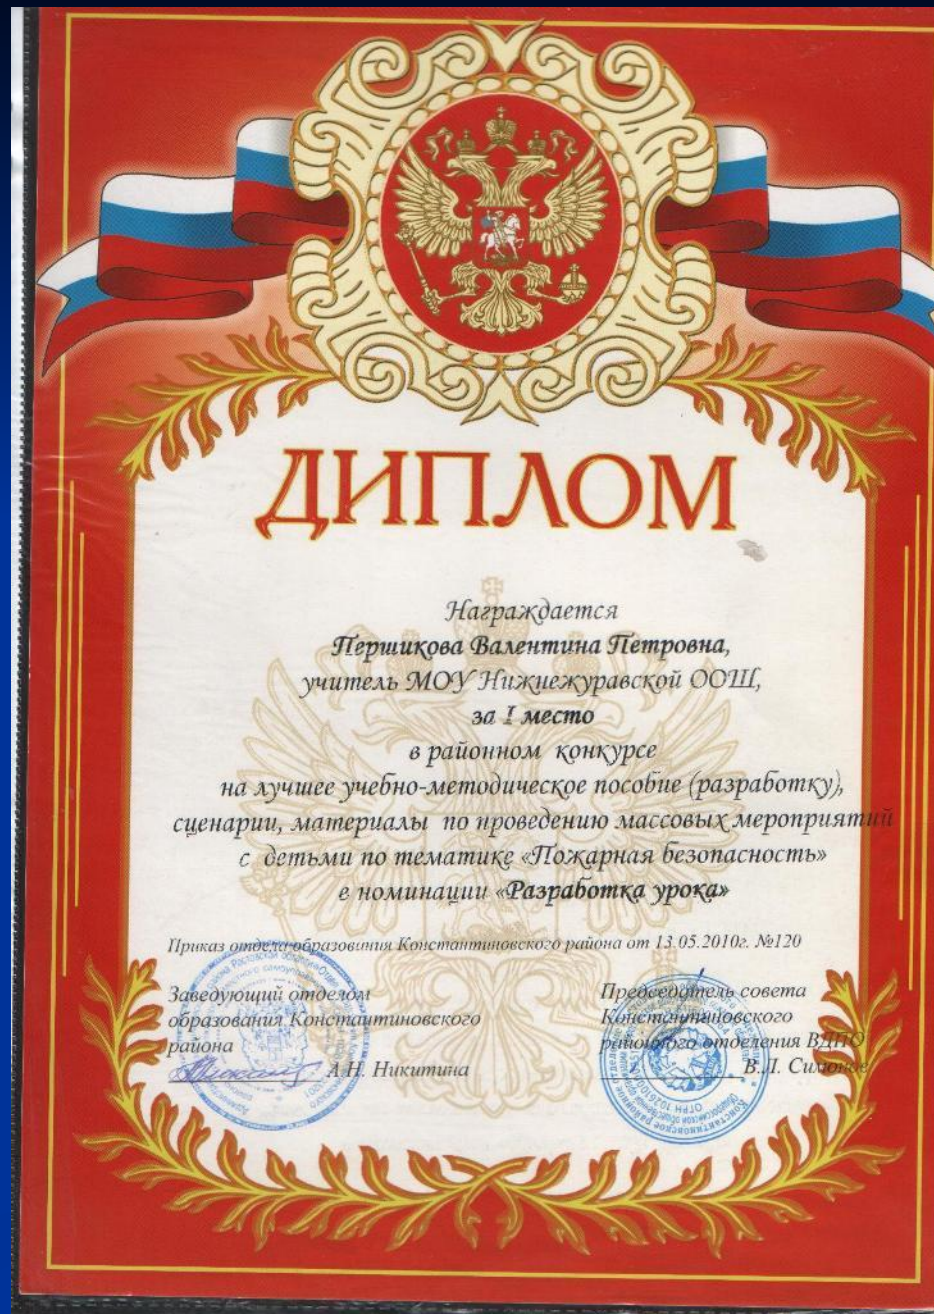 ДИПЛОМ
Награждается
Першикова Валентина Петровна,
учитель МОУ Нижнежуравской ООШ,
за I место
в районном конкурсе
на лучшее учебно-методическое пособие (разработку),
сценарии, материалы по проведению массовых мероприятий
с детьми по тематике «Пожарная безопасность»
в номинации «Разработка урока»
Приказ отдела образования Константиновского района от 13.05.2010г. №120
Заведующий отделом
образования Константиновского
района
А.Н. Никитина
Председатель совета
Константиновского
районного отделения ВДПО
В.Л. Симонов